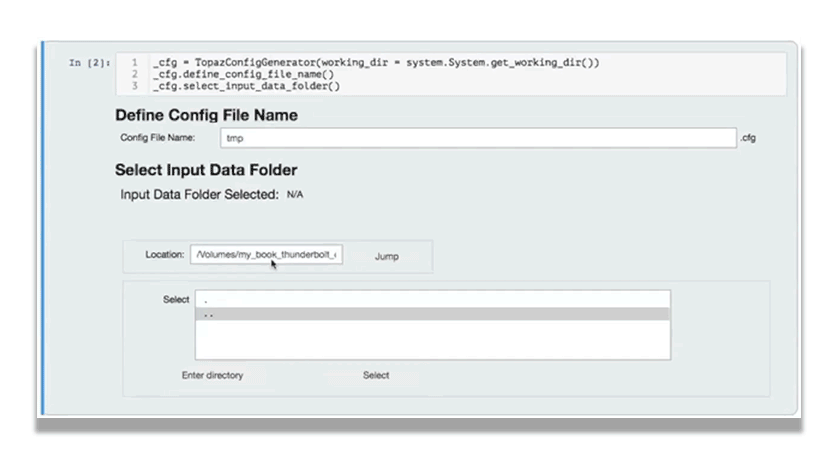 In [2]:
1 _cfg = TopazConfigGenerator(working_dir = system.System.get_working_dir())
2 _cfg.define_config_file_name()
3 _cfg.select_input_data_folder()
Define Config File Name
Config File Name: tmp .cfg
Select Input Data Folder
Input Data Folder Selected: N/A
Location: /Volumes/my_book_thunderbolt_ Jump
Select .
..
Enter directory Select